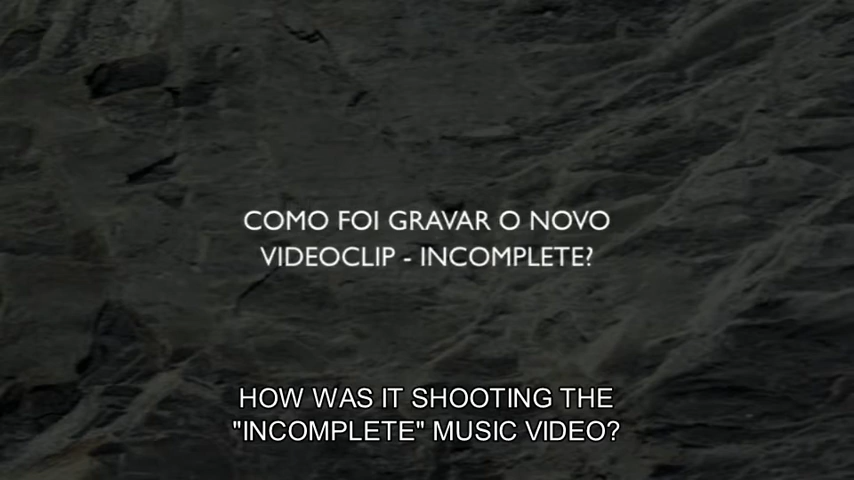 COMO FOI GRAVAR O NOVO
VIDEOCLIP - INCOMPLETE?
HOW WAS IT SHOOTING THE
"INCOMPLETE" MUSIC VIDEO?